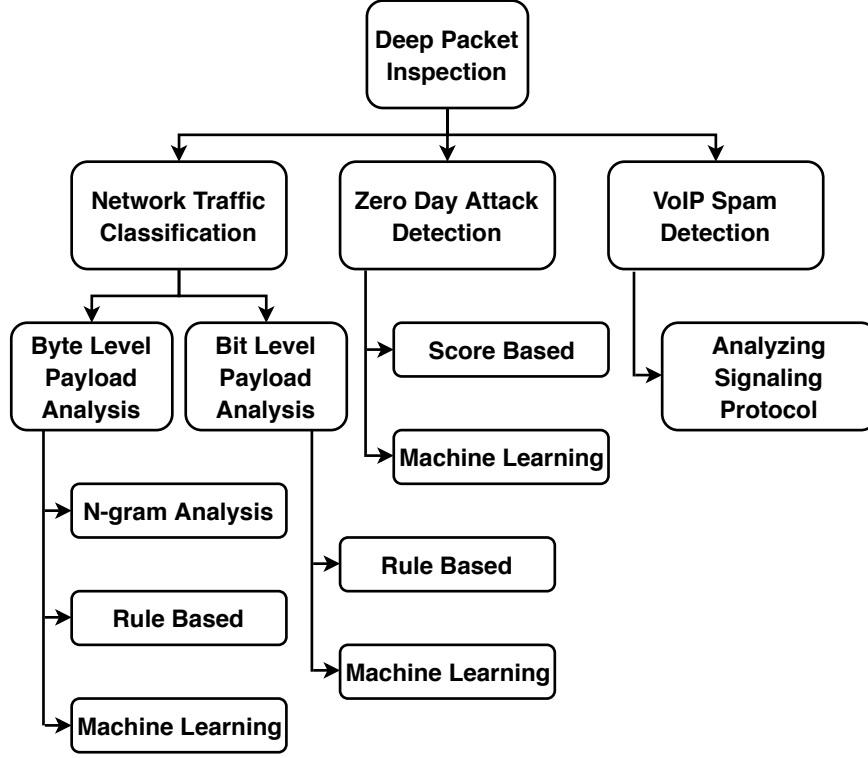 Deep Packet
Inspection
Network Traffic
Classification
Zero Day Attack
Detection
VoIP Spam
Detection
Byte Level
Payload
Analysis
Bit Level
Payload
Analysis
Score Based
Analyzing
Signaling
Protocol
Machine Learning
N-gram Analysis
Rule Based
Rule Based
Machine Learning
Machine Learning